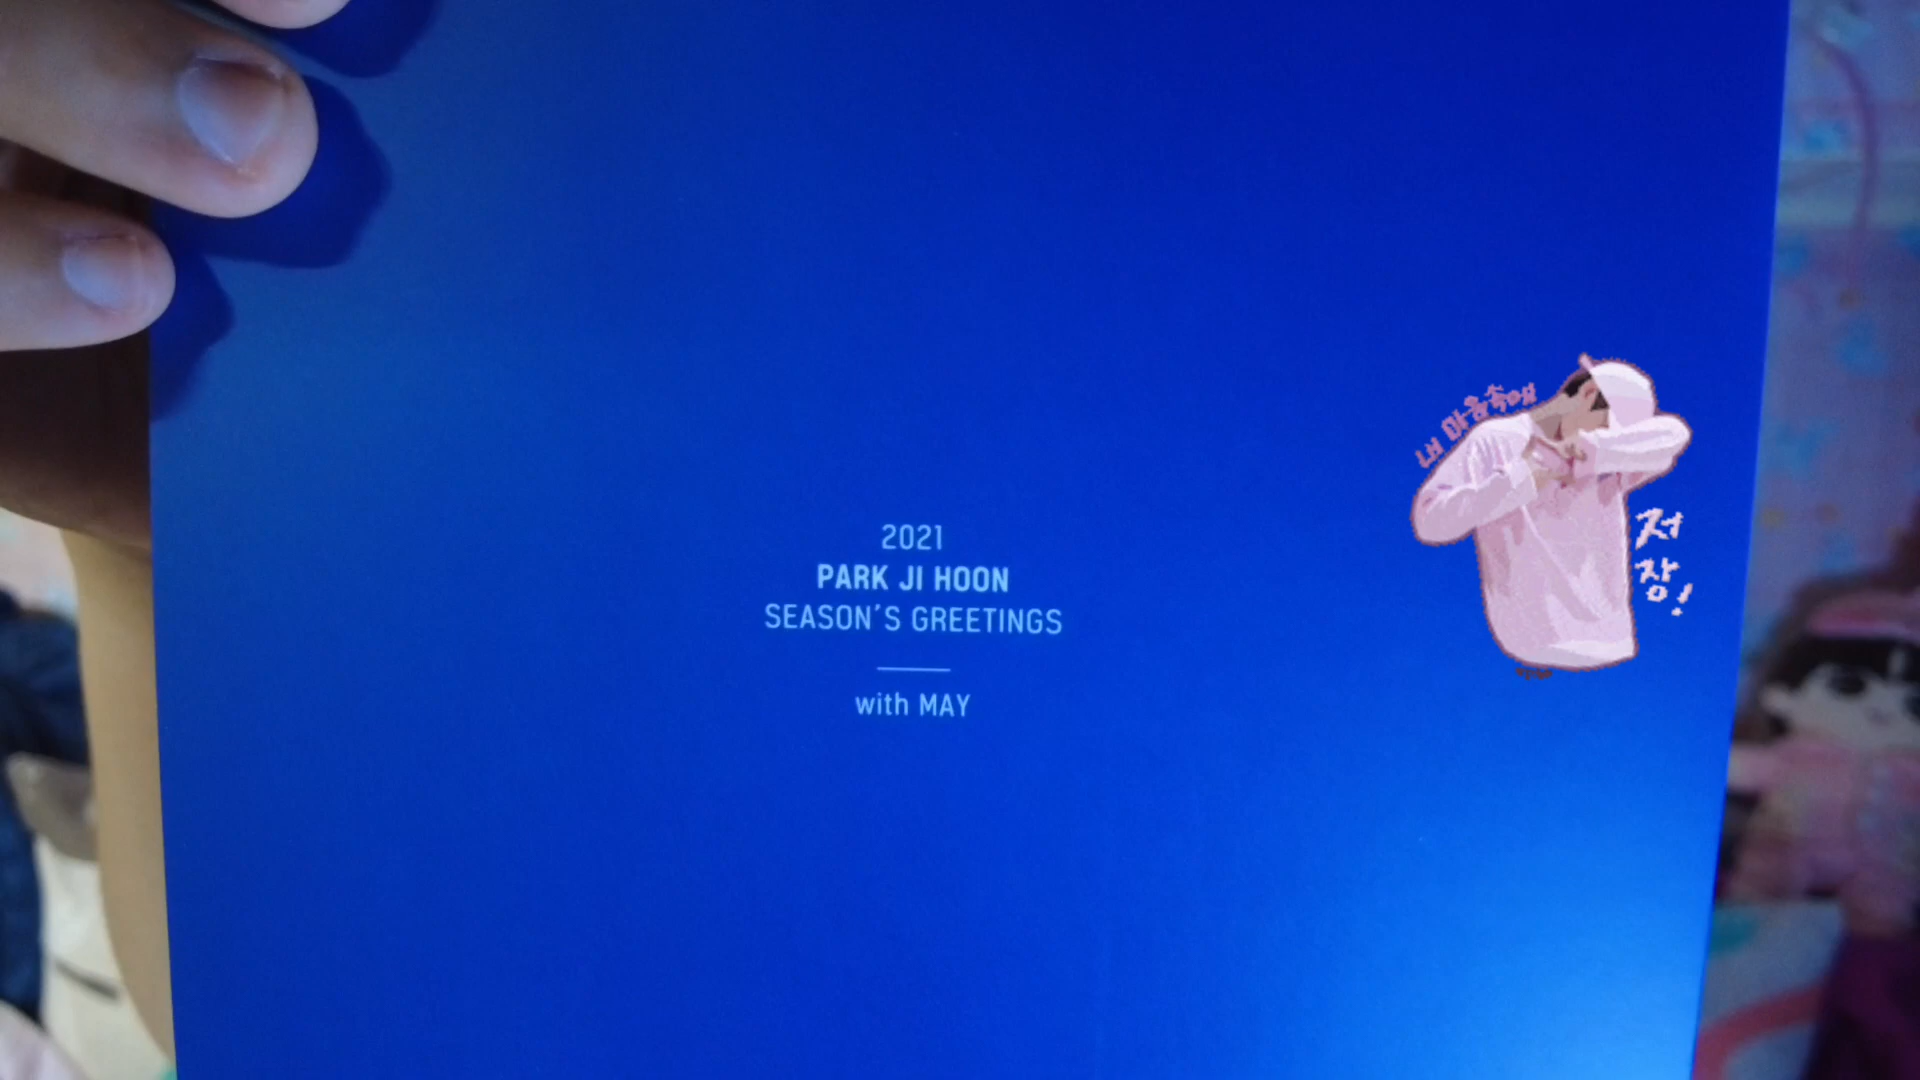 2021
PARK JI HOON
SEASON'S GREETINGS
with MAY
내 마음속에
저
장!